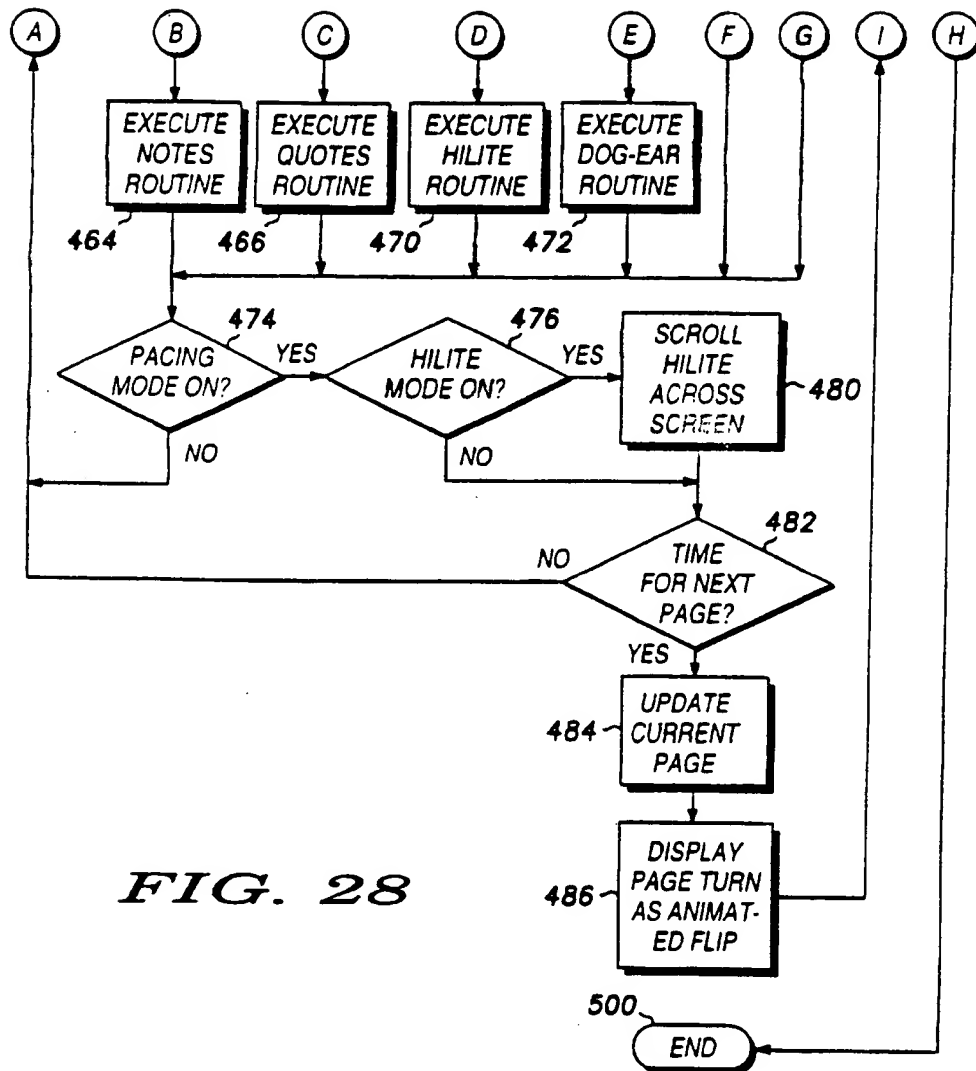 A B C D E F G I H
EXECUTE
NOTES
ROUTINE
464
EXECUTE
QUOTES
ROUTINE
466
EXECUTE
HILITE
ROUTINE
470
EXECUTE
DOG-EAR
ROUTINE
472
474
PACING
MODE ON?
YES
NO
476
HILITE
MODE ON?
YES
NO
SCROLL
HILITE
ACROSS
SCREEN
480
482
TIME
FOR NEXT
PAGE?
NO
YES
484
UPDATE
CURRENT
PAGE
486
DISPLAY
PAGE TURN
AS ANIMAT-
ED FLIP
FIG. 28
500
END